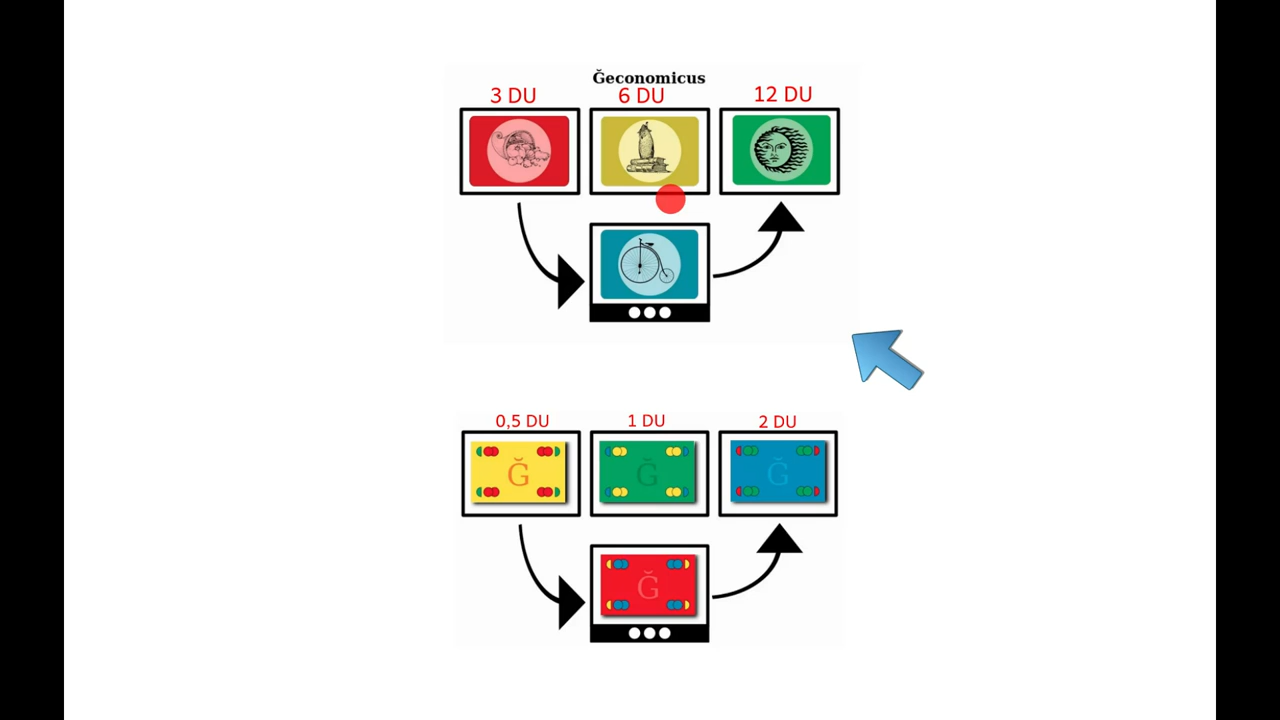 Ğeconomicus
3 DU 6 DU 12 DU
0,5 DU 1 DU 2 DU
Ğ Ğ Ğ
Ğ